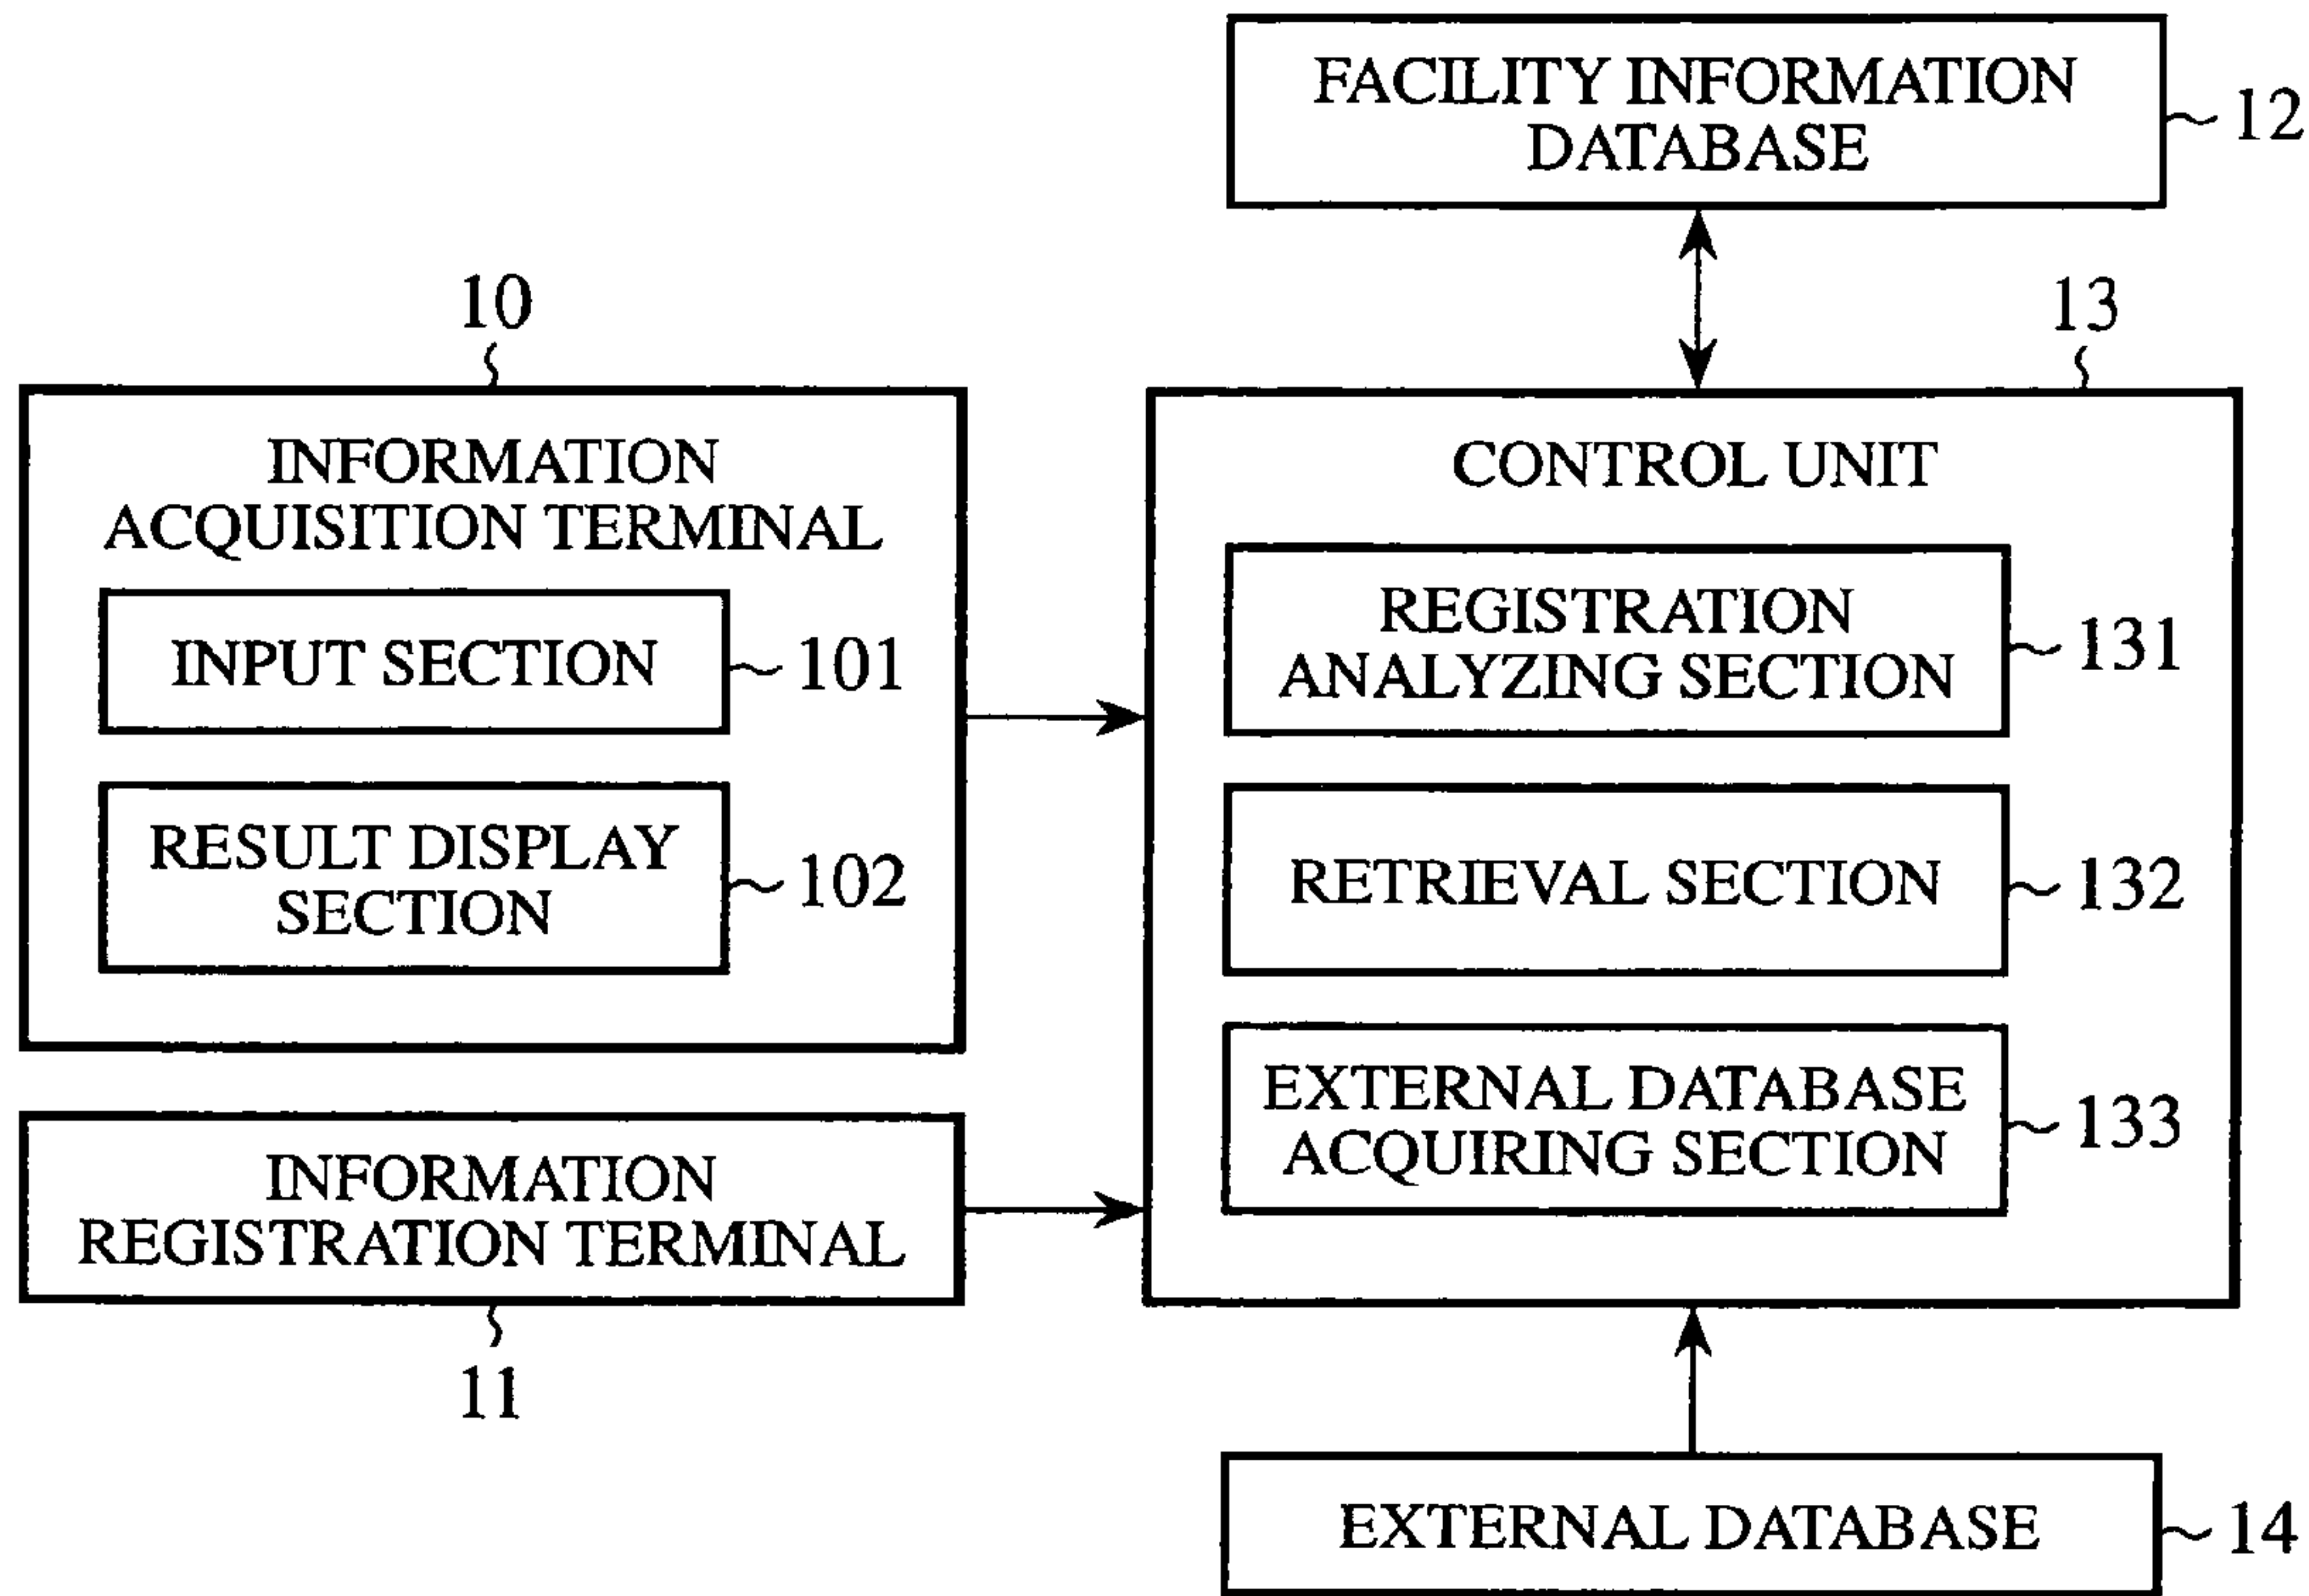 FACILITY INFORMATION
DATABASE
12
10
INFORMATION
ACQUISITION TERMINAL
INPUT SECTION
101
RESULT DISPLAY
SECTION
102
INFORMATION
REGISTRATION TERMINAL
11
13
CONTROL UNIT
REGISTRATION
ANALYZING SECTION
131
RETRIEVAL SECTION
132
EXTERNAL DATABASE
ACQUIRING SECTION
133
EXTERNAL DATABASE
14